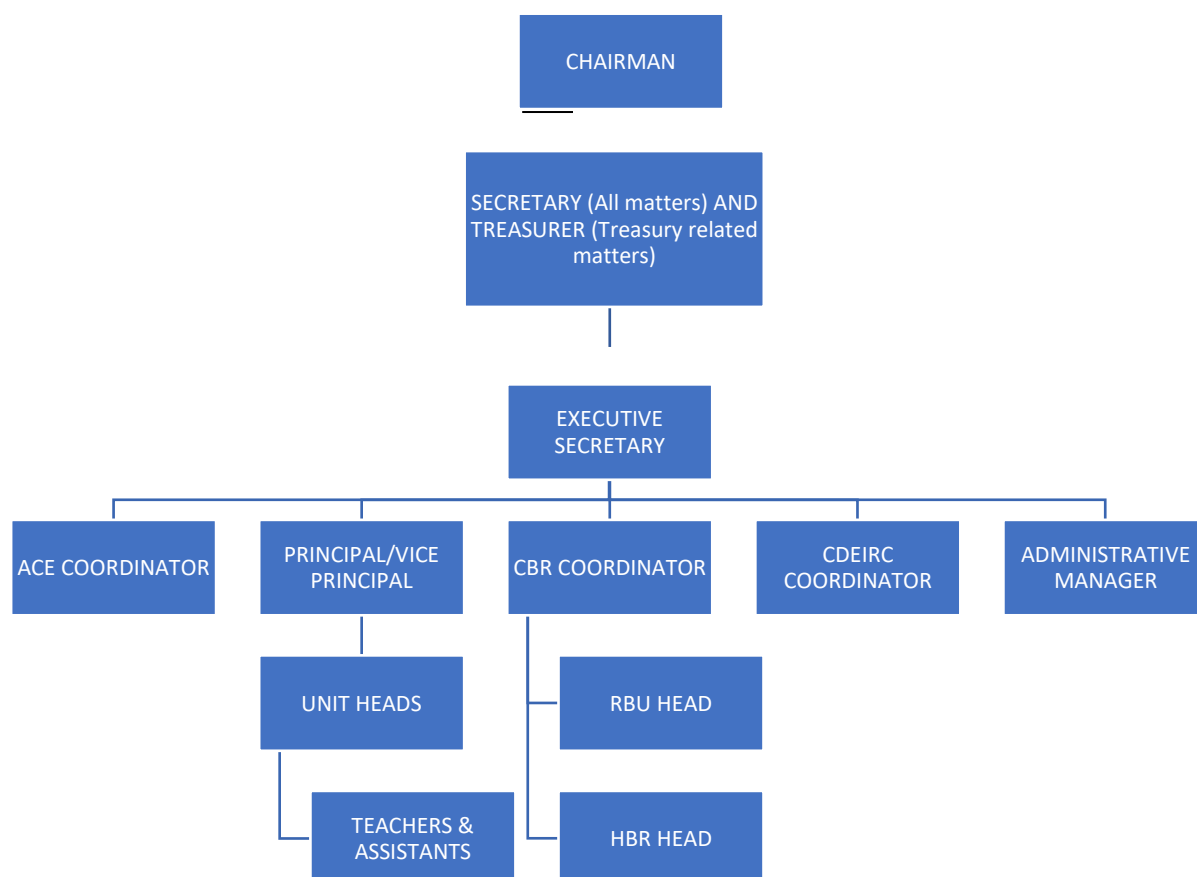 CHAIRMAN
SECRETARY (All matters) AND
TREASURER (Treasury related
matters)
EXECUTIVE
SECRETARY
ACE COORDINATOR
PRINCIPAL/VICE
PRINCIPAL
CBR COORDINATOR
CDEIRC
COORDINATOR
ADMINISTRATIVE
MANAGER
UNIT HEADS
RBU HEAD
TEACHERS &
ASSISTANTS
HBR HEAD